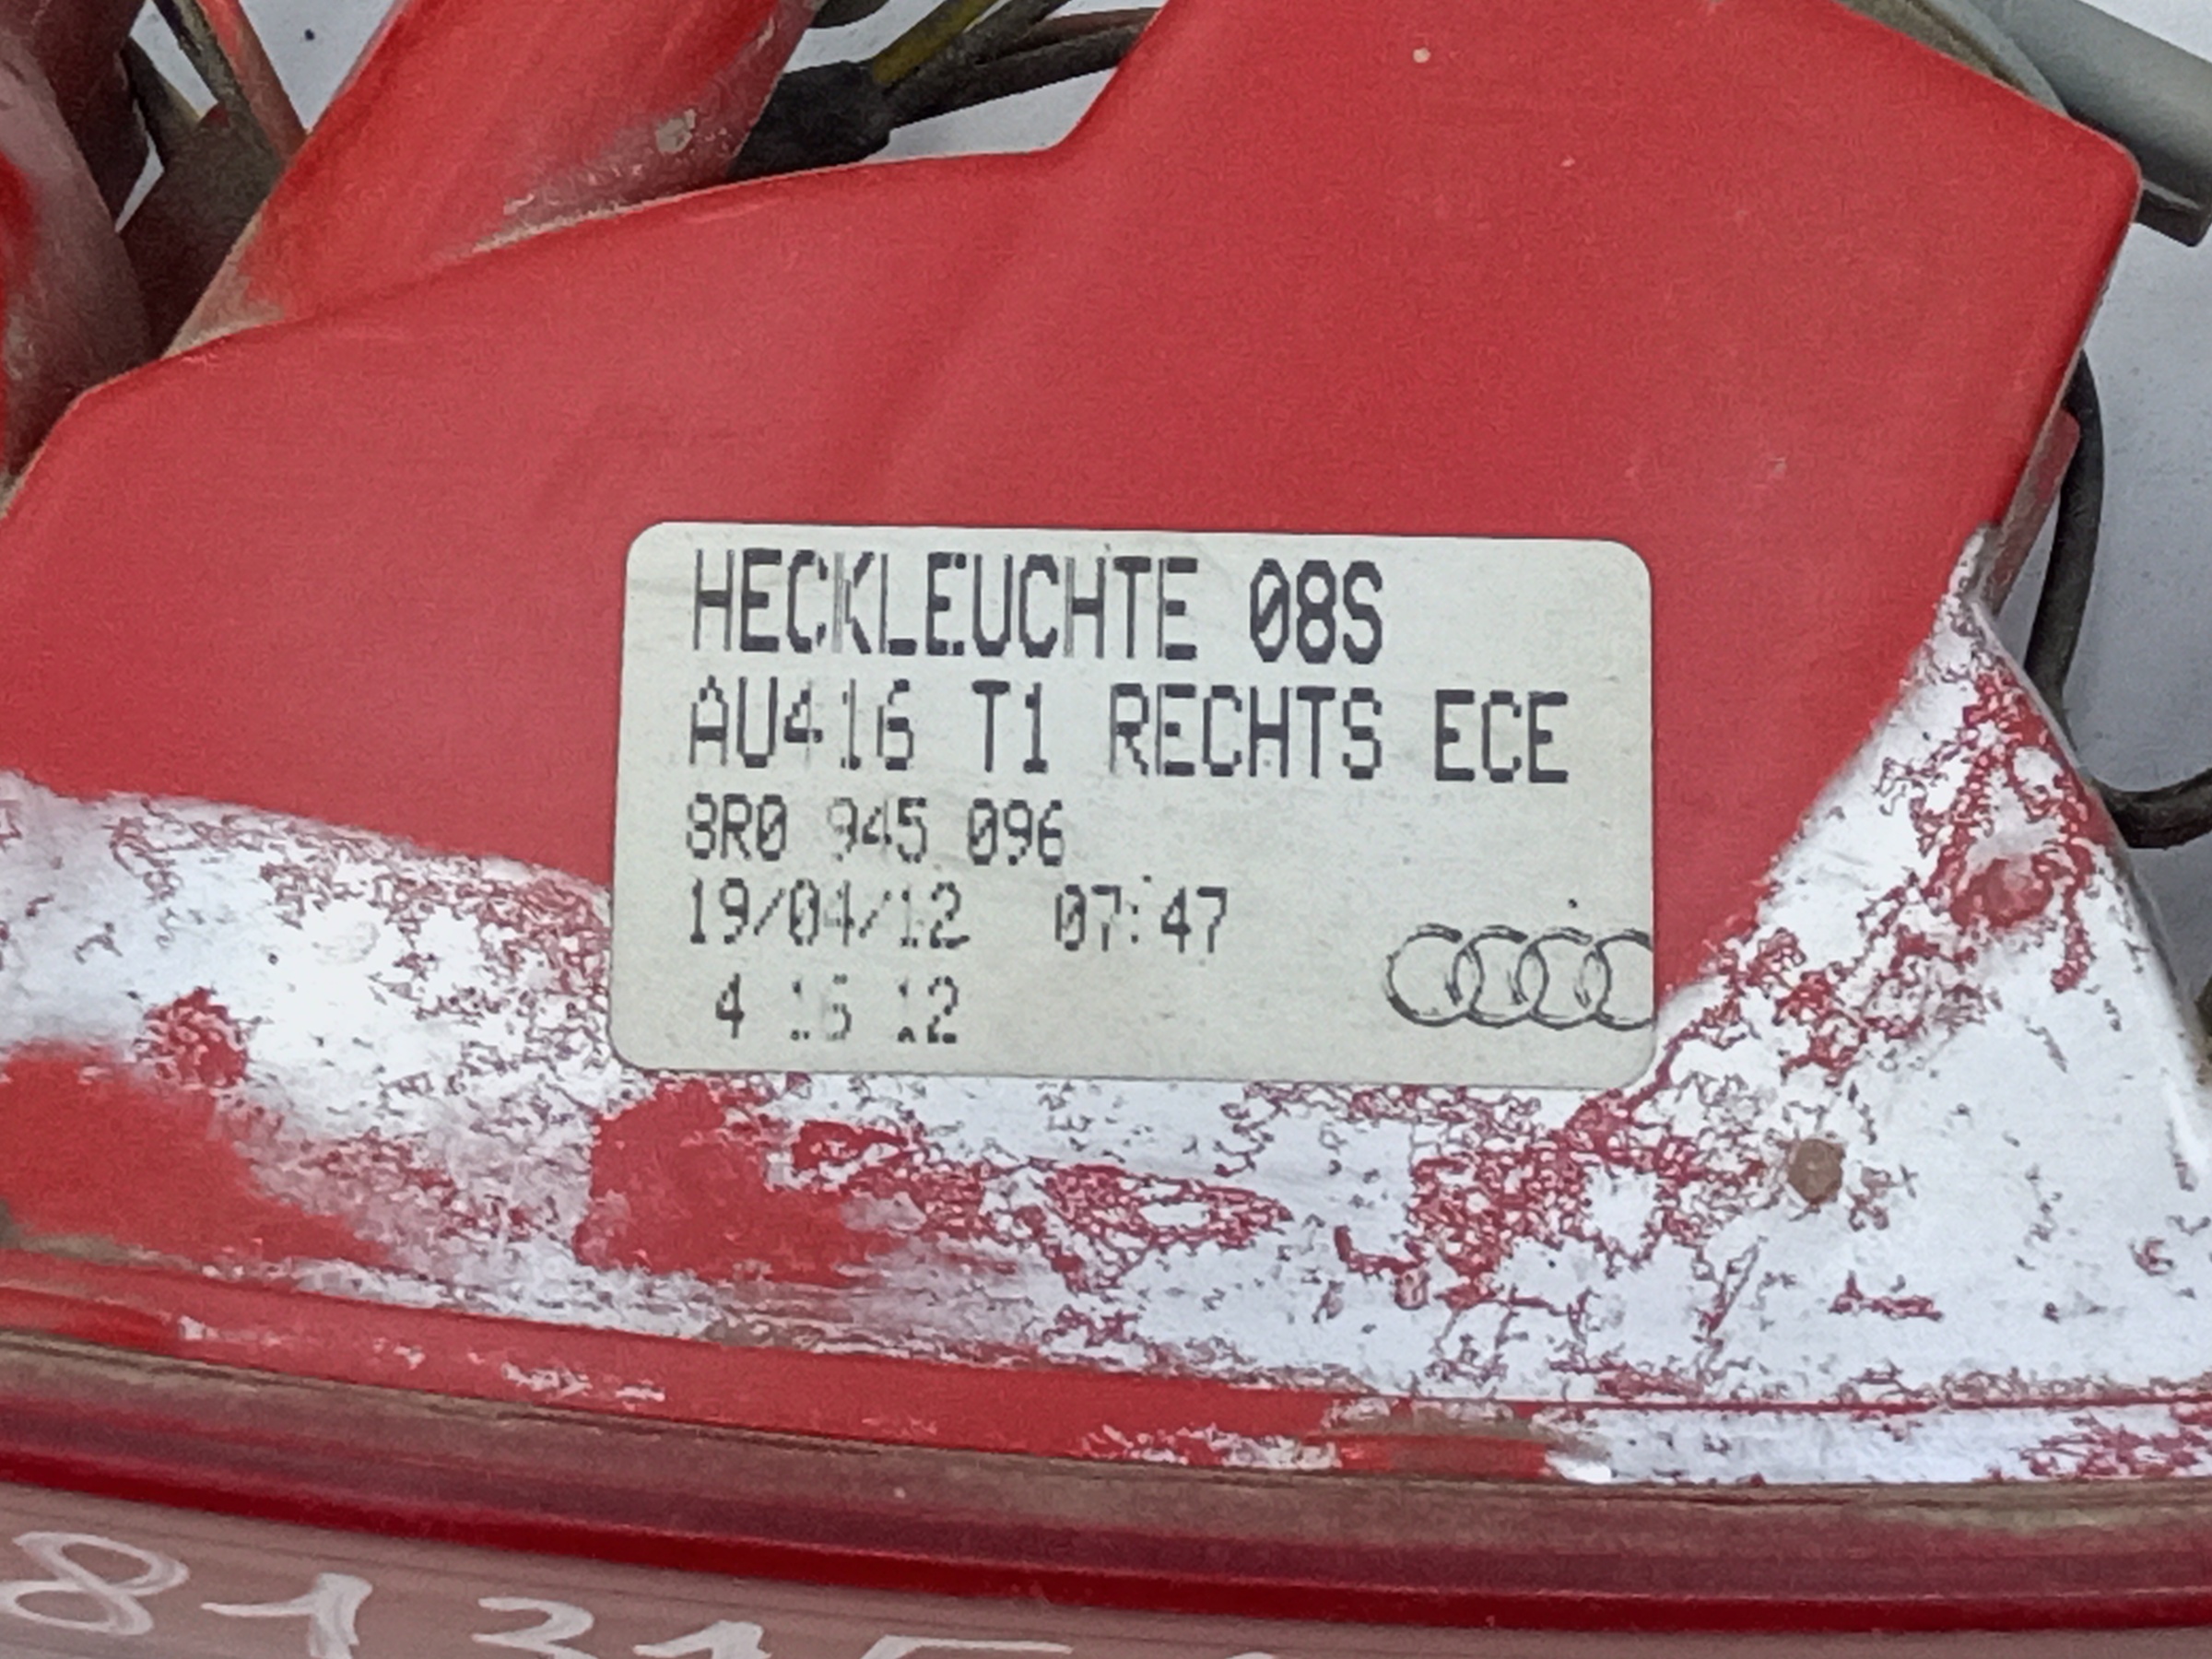 HECKLEUCHTE 08S
AU416 T1 RECHTS ECE
8R0 945 096
19/04/12 07:47
4 16 12